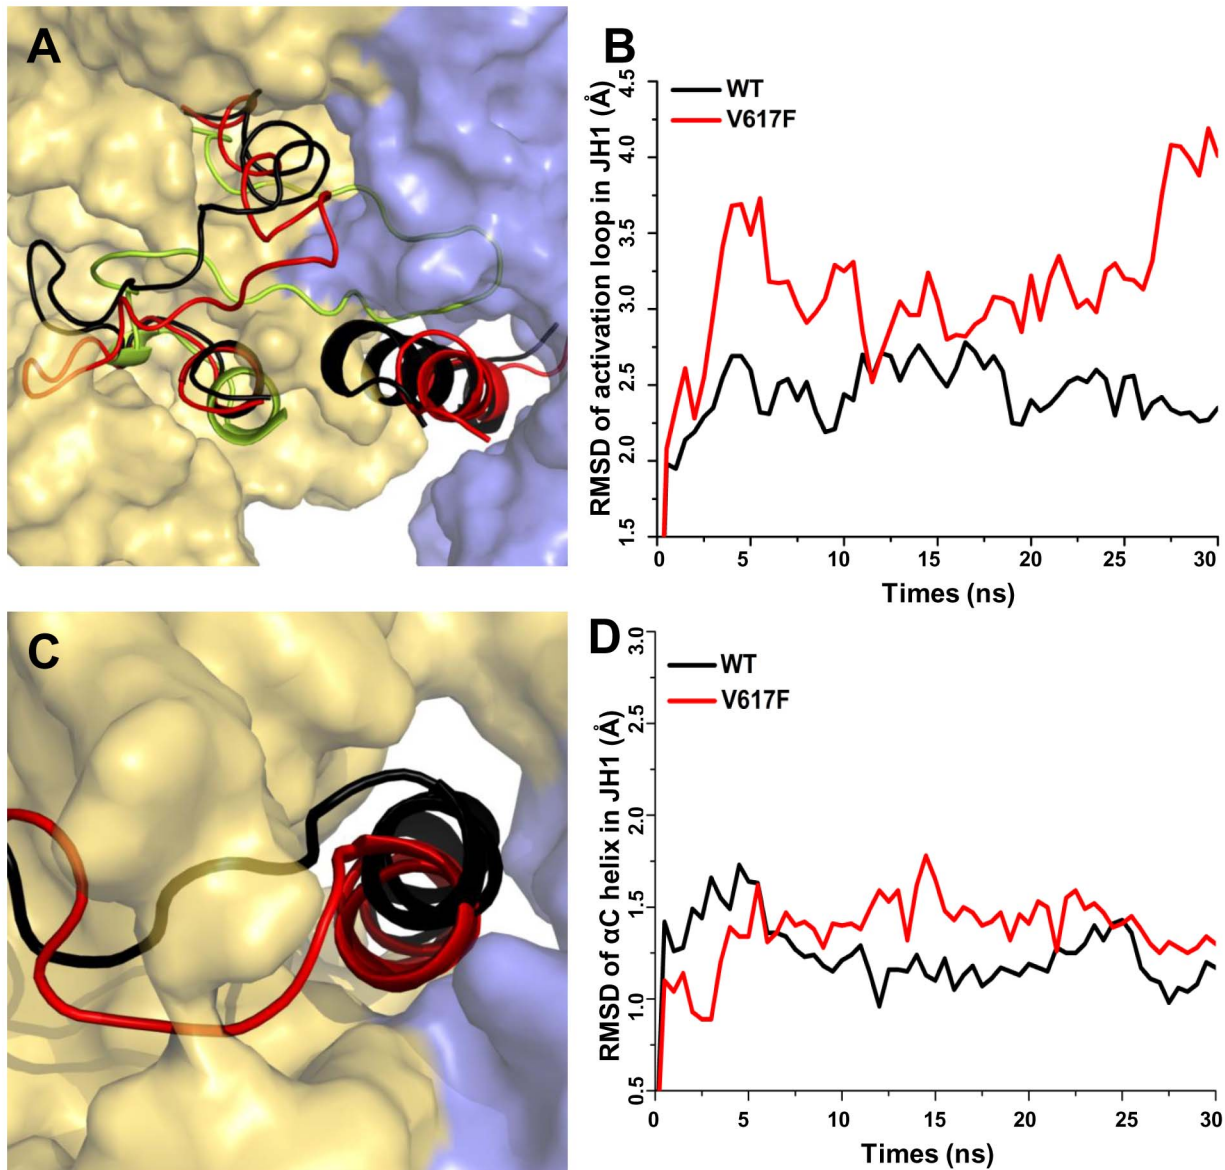 A
B
RMSD of activation loop in JH1 (Å)
4.5
4.0
3.5
3.0
2.5
2.0
1.5
WT
V617F
0 5 10 15 20 25 30
Times (ns)
C
D
RMSD of αC helix in JH1 (Å)
3.0
2.5
2.0
1.5
1.0
0.5
WT
V617F
0 5 10 15 20 25 30
Times (ns)